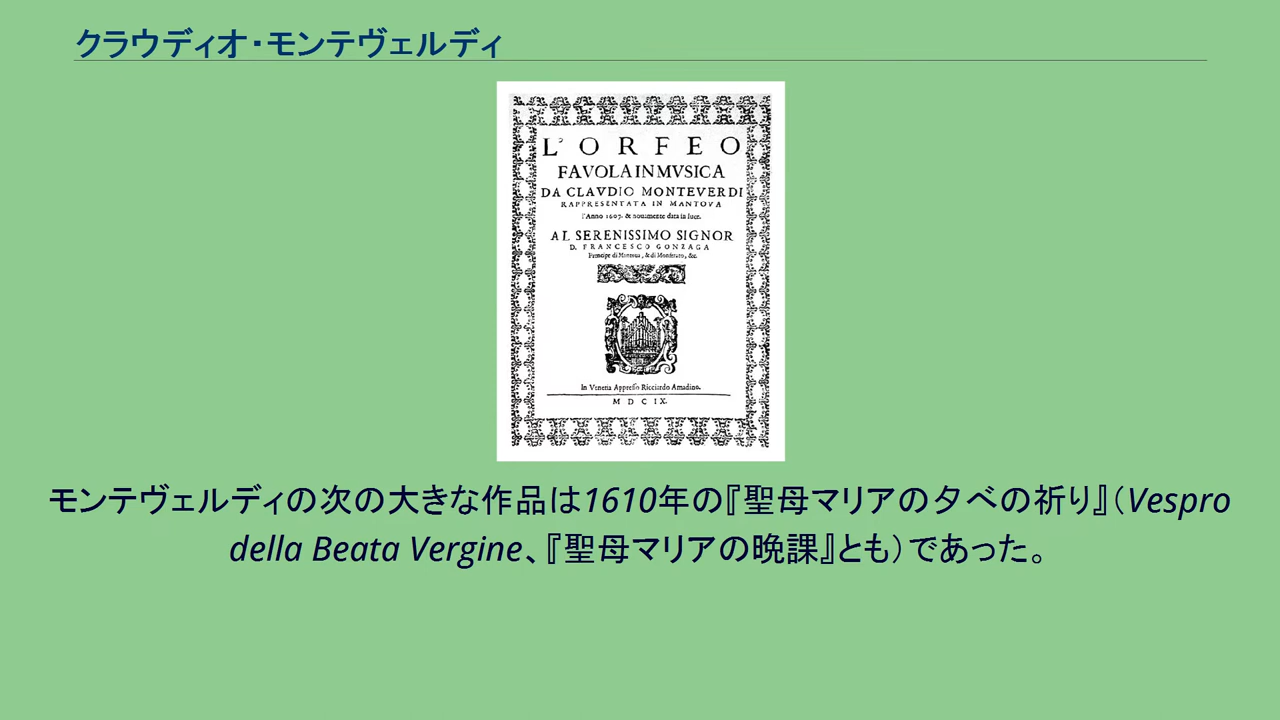 クラウディオ・モンテヴェルディ
L'ORFEO
FAVOLA IN MVSICA
DA CLAVDIO MONTEVERDI
RAPPRESENTATA IN MANTOVA
l'Anno 1607. & nouamente data in luce.
AL SERENISSIMO SIGNOR
D. FRANCESCO GONZAGA
Prencipe di Mantoua, & di Monferato, &c.
In Venetia Appresso Ricciardo Amadino.
M D C IX.
モンテヴェルディの次の大きな作品は1610年の『聖母マリアの夕べの祈り』（Vespro
della Beata Vergine、『聖母マリアの晩課』とも）であった。